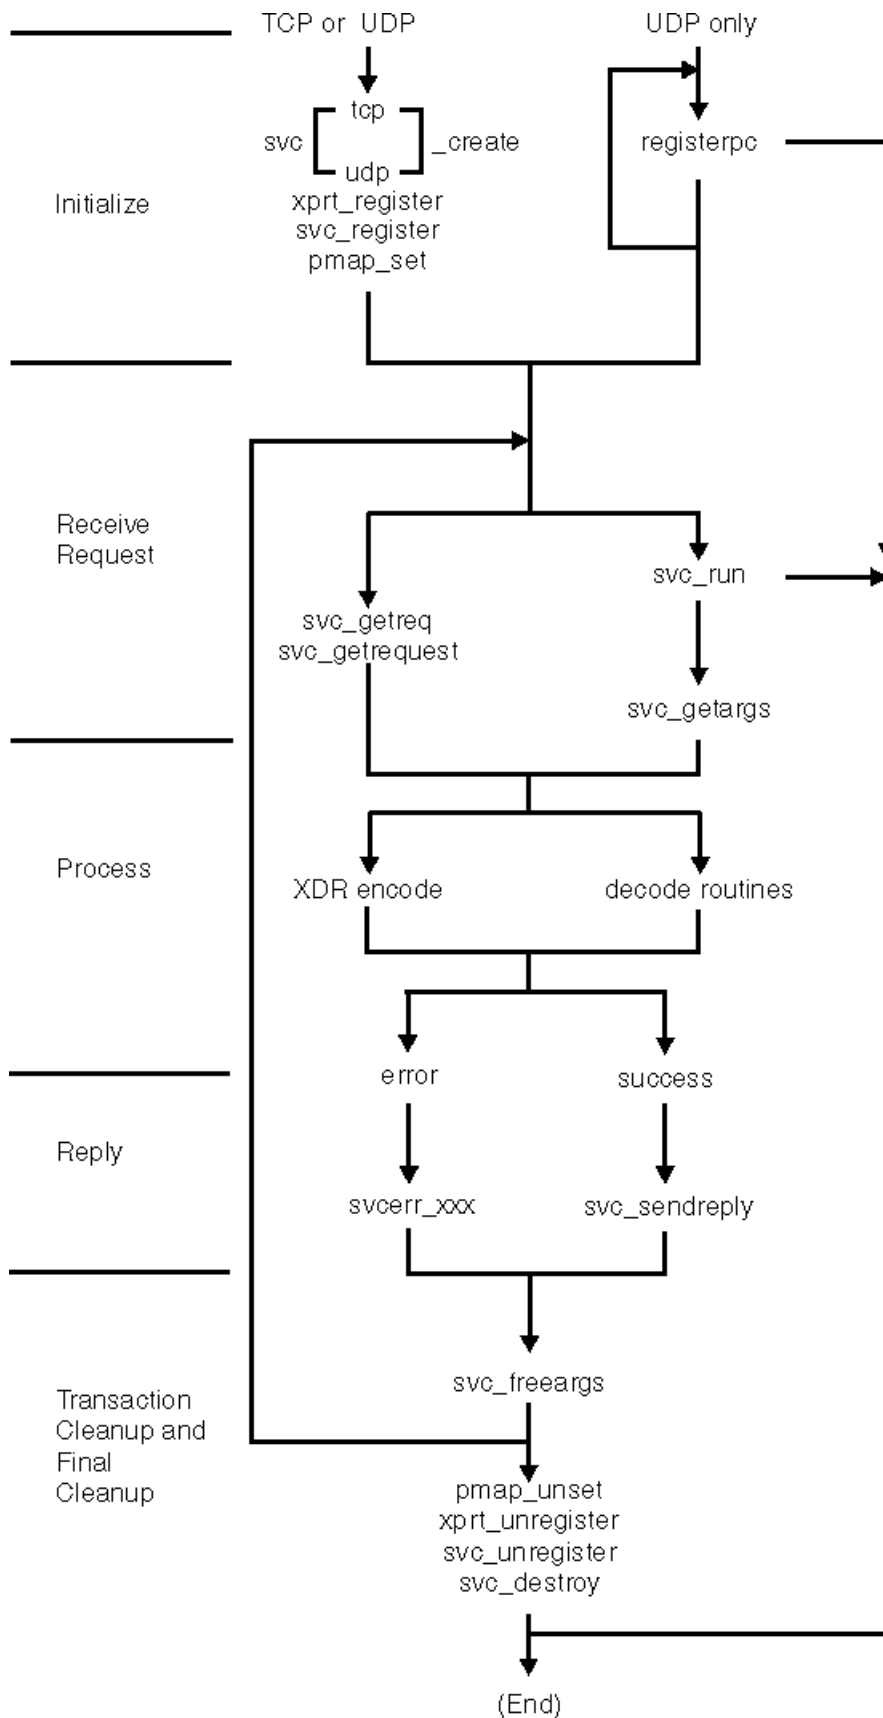 TCP or UDP
UDP only
tcp
svc
_create
udp
registerpc
Initialize
xprt_register
svc_register
pmap_set
Receive
Request
svc_run
svc_getreq
svc_getrequest
svc_getargs
Process
XDR encode
decode routines
error
success
Reply
svcerr_xxx
svc_sendreply
svc_freeargs
Transaction
Cleanup and
Final
Cleanup
pmap_unset
xprt_unregister
svc_unregister
svc_destroy
(End)